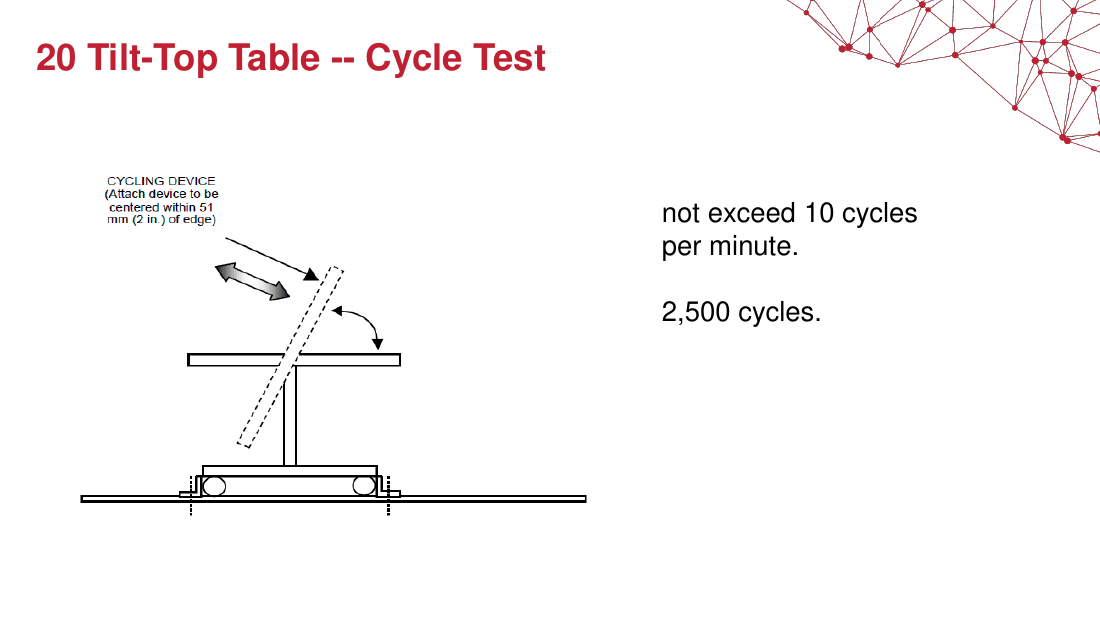 20 Tilt-Top Table -- Cycle Test
CYCLING DEVICE
(Attach device to be
centered within 51
mm (2 in.) of edge)
not exceed 10 cycles
per minute.
2,500 cycles.